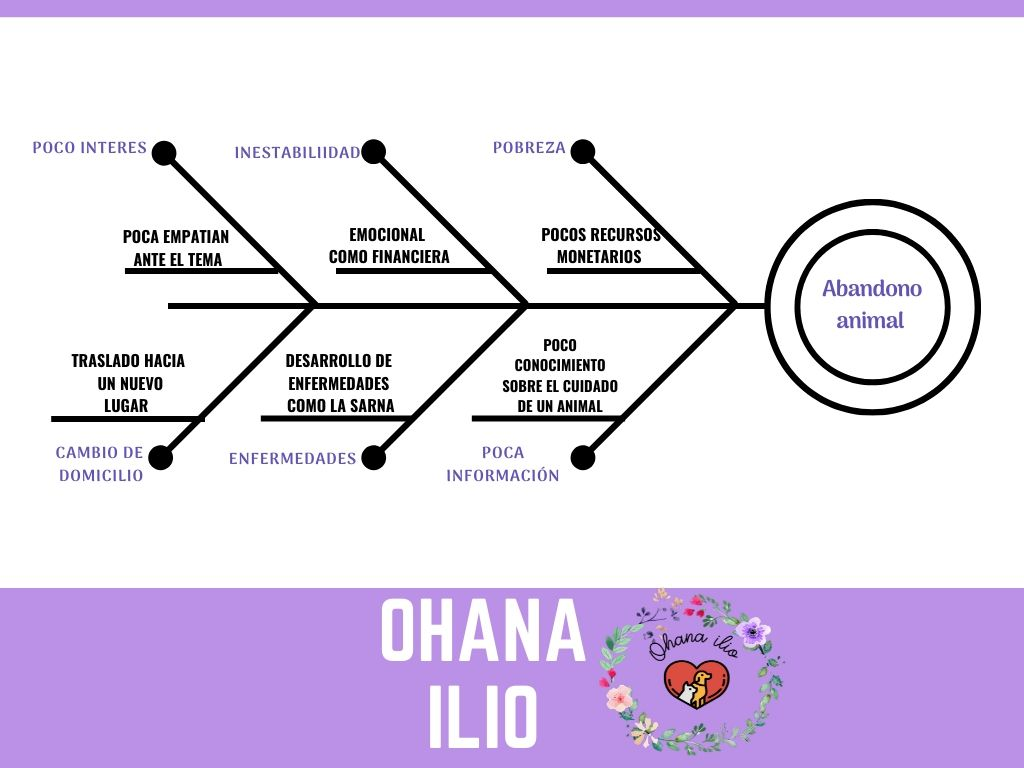 POCO INTERES
INESTABILIIDAD
POBREZA
POCA EMPATIAN
ANTE EL TEMA
EMOCIONAL
COMO FINANCIERA
POCOS RECURSOS
MONETARIOS
Abandono
animal
TRASLADO HACIA
UN NUEVO
LUGAR
DESARROLLO DE
ENFERMEDADES
COMO LA SARNA
POCO
CONOCIMIENTO
SOBRE EL CUIDADO
DE UN ANIMAL
CAMBIO DE
DOMICILIO
ENFERMEDADES
POCA
INFORMACIÓN
OHANA
ILIO
Ohana ilio